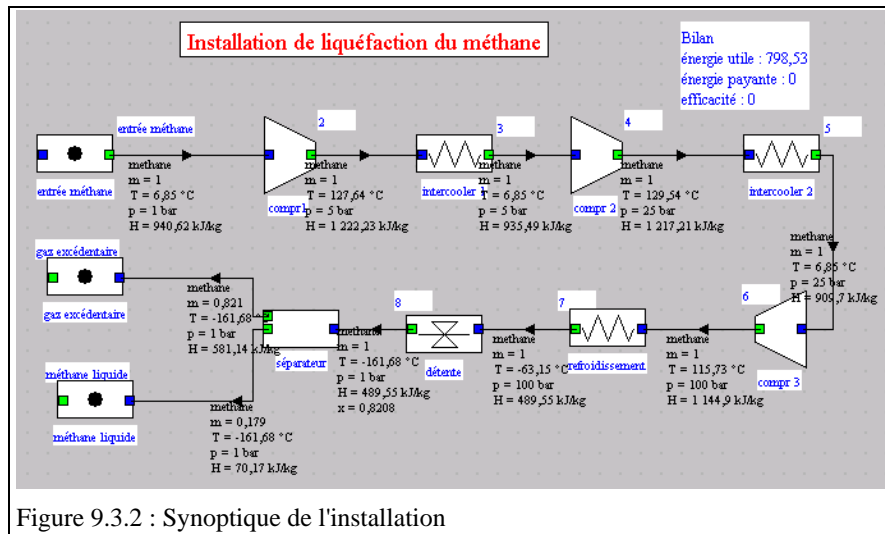 Installation de liquéfaction du méthane
Bilan
énergie utile : 798,53
énergie payante : 0
efficacité : 0
entrée méthane
2
3
4
5
entrée méthane
methane
m = 1
T = 6,85 °C
p = 1 bar
H = 940,62 kJ/kg
compr1
methane
m = 1
T = 127,64 °C
p = 5 bar
H = 1 222,23 kJ/kg
intercooler 1
methane
m = 1
T = 6,85 °C
p = 5 bar
H = 935,49 kJ/kg
compr 2
methane
m = 1
T = 129,54 °C
p = 25 bar
H = 1 217,21 kJ/kg
intercooler 2
methane
m = 1
T = 6,85 °C
p = 25 bar
H = 909,7 kJ/kg
gaz excédentaire
gaz excédentaire
methane
m = 0,821
T = -161,68 °C
p = 1 bar
H = 581,14 kJ/kg
séparateur
8
methane
m = 1
T = -161,68 °C
p = 1 bar
H = 489,55 kJ/kg
x = 0,8208
détente
7
methane
m = 1
T = -63,15 °C
p = 100 bar
H = 489,55 kJ/kg
refroidissement
6
methane
m = 1
T = 115,73 °C
p = 100 bar
H = 1 144,9 kJ/kg
compr 3
méthane liquide
méthane liquide
methane
m = 0,179
T = -161,68 °C
p = 1 bar
H = 70,17 kJ/kg
Figure 9.3.2 : Synoptique de l'installation